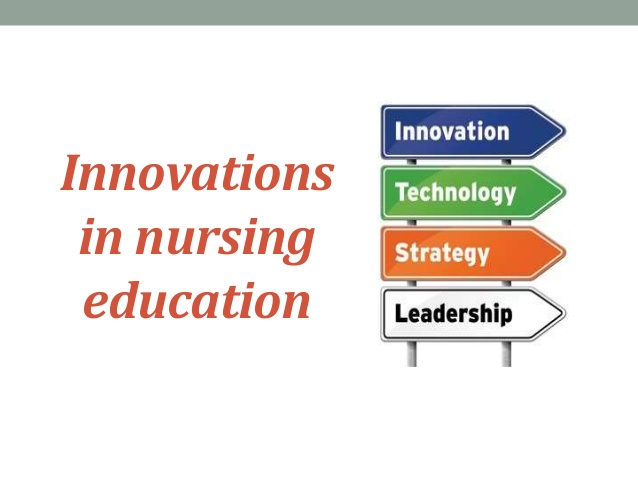 Innovations
in nursing
education
Innovation
Technology
Strategy
Leadership